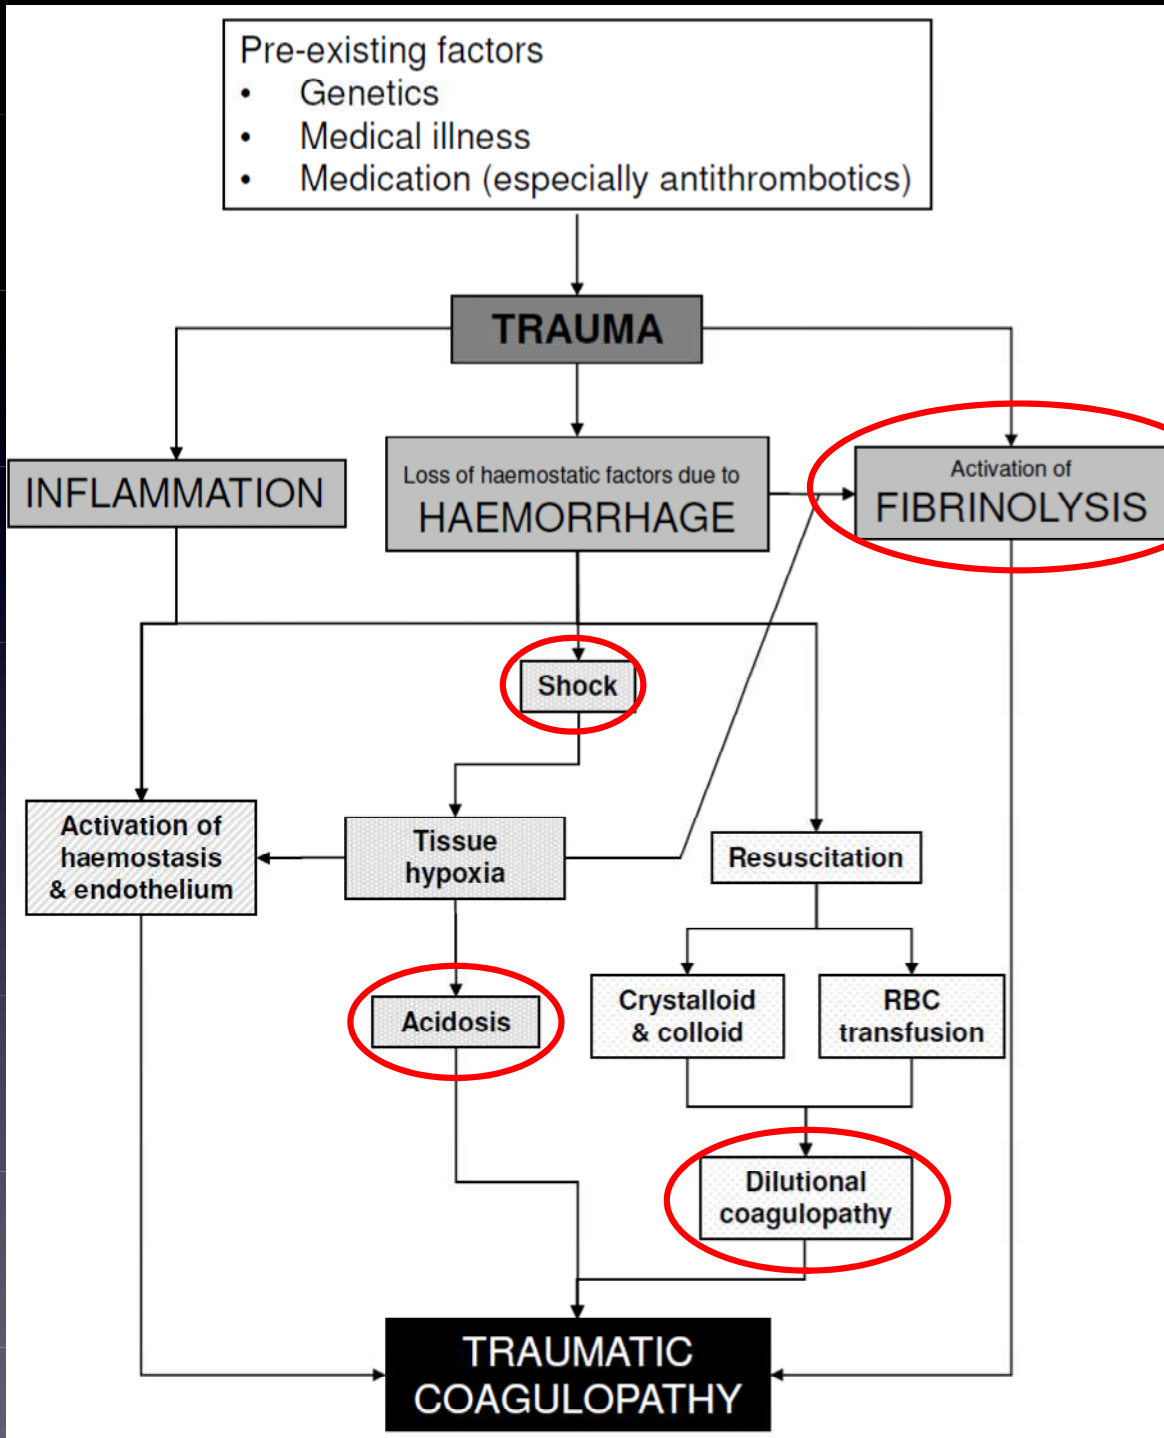 Pre-existing factors
• Genetics
• Medical illness
• Medication (especially antithrombotics)
TRAUMA
INFLAMMATION
Loss of haemostatic factors due to
HAEMORRHAGE
Activation of
FIBRINOLYSIS
Shock
Activation of
haemostasis
& endothelium
Tissue
hypoxia
Resuscitation
Acidosis
Crystalloid
& colloid
RBC
transfusion
Dilutional
coagulopathy
TRAUMATIC
COAGULOPATHY